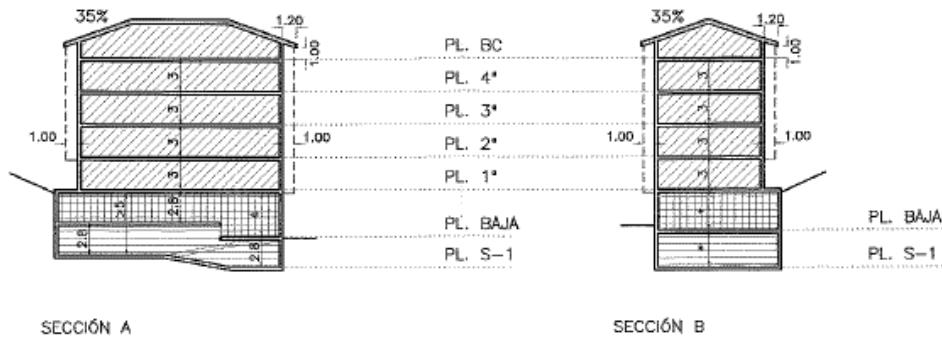 35%
1.20
1.00
PL. BC
PL. 4ª
PL. 3ª
PL. 2ª
PL. 1ª
PL. BAJA
PL. S-1
3
3
3
3
1.00
1.00
2.8
2.8
2.8
35%
1.20
1.00
3
3
3
3
1.00
1.00
PL. BAJA
PL. S-1
SECCIÓN A
SECCIÓN B